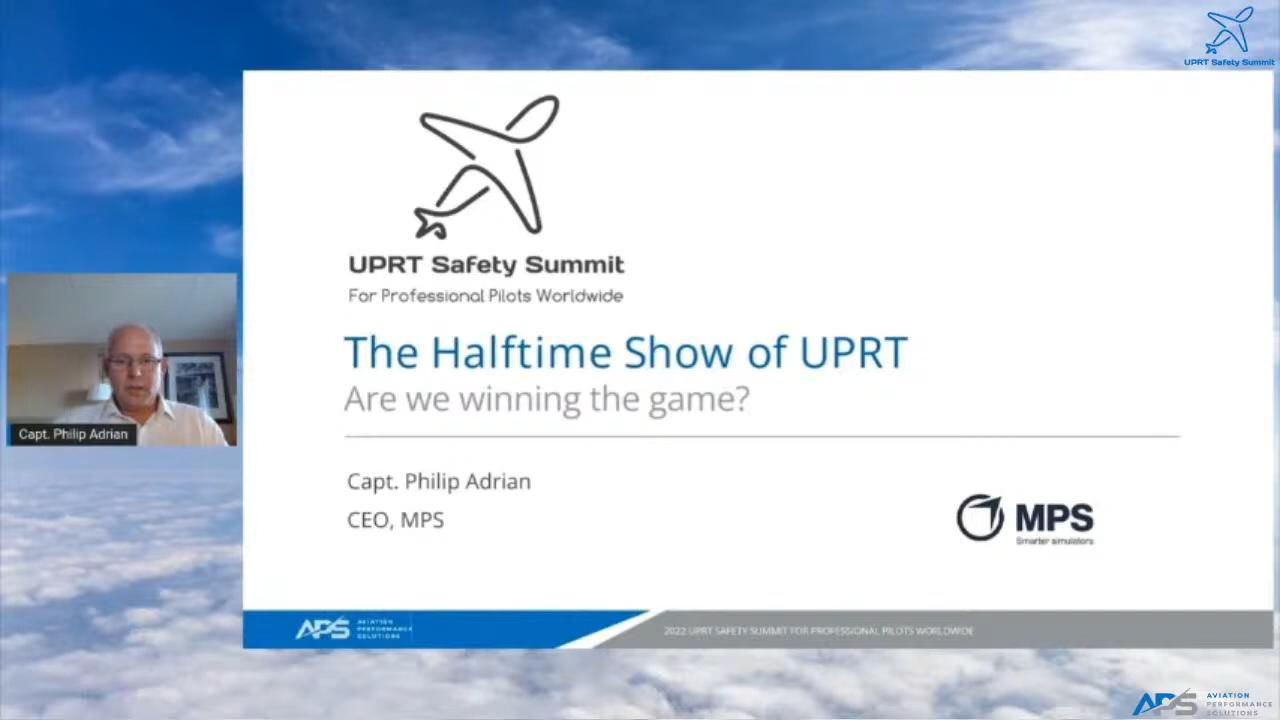 UPRT Safety Summit
UPRT Safety Summit
For Professional Pilots Worldwide
The Halftime Show of UPRT
Are we winning the game?
Capt. Philip Adrian
Capt. Philip Adrian
CEO, MPS
MPS
Smarter simulators
APS AVIATION
PERFORMANCE
SOLUTIONS
2022 UPRT SAFETY SUMMIT FOR PROFESSIONAL PILOTS WORLDWIDE
APS AVIATION
PERFORMANCE
SOLUTIONS